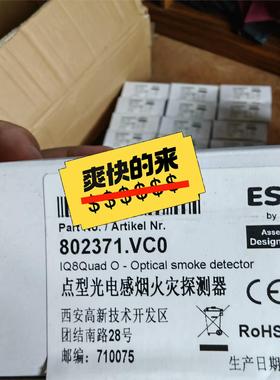 爽快的来
$$$$$$
Part No. / Artikel Nr.
802371.VC0
IQ8Quad O - Optical smoke detector
点型光电感烟火灾探测器
西安高新技术开发区
团结南路28号
邮编：710075
ES
by
Asse
Design
RoHS
生产日期